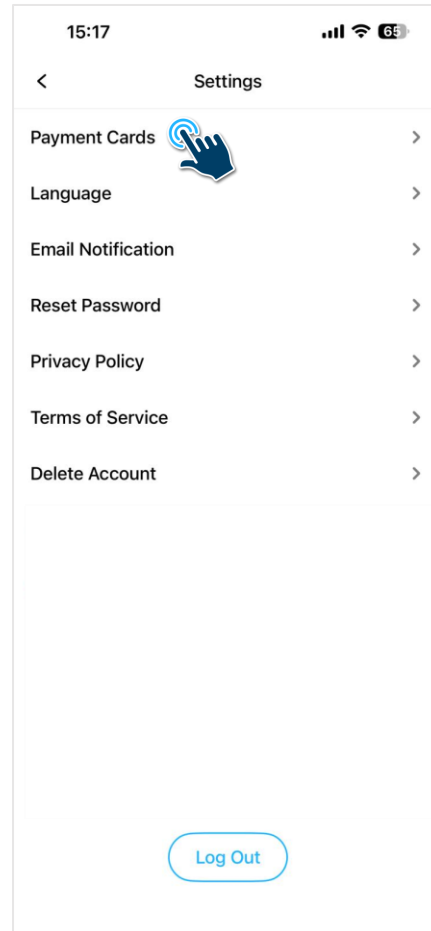 15:17
65
Settings
Payment Cards
Language
Email Notification
Reset Password
Privacy Policy
Terms of Service
Delete Account
Log Out